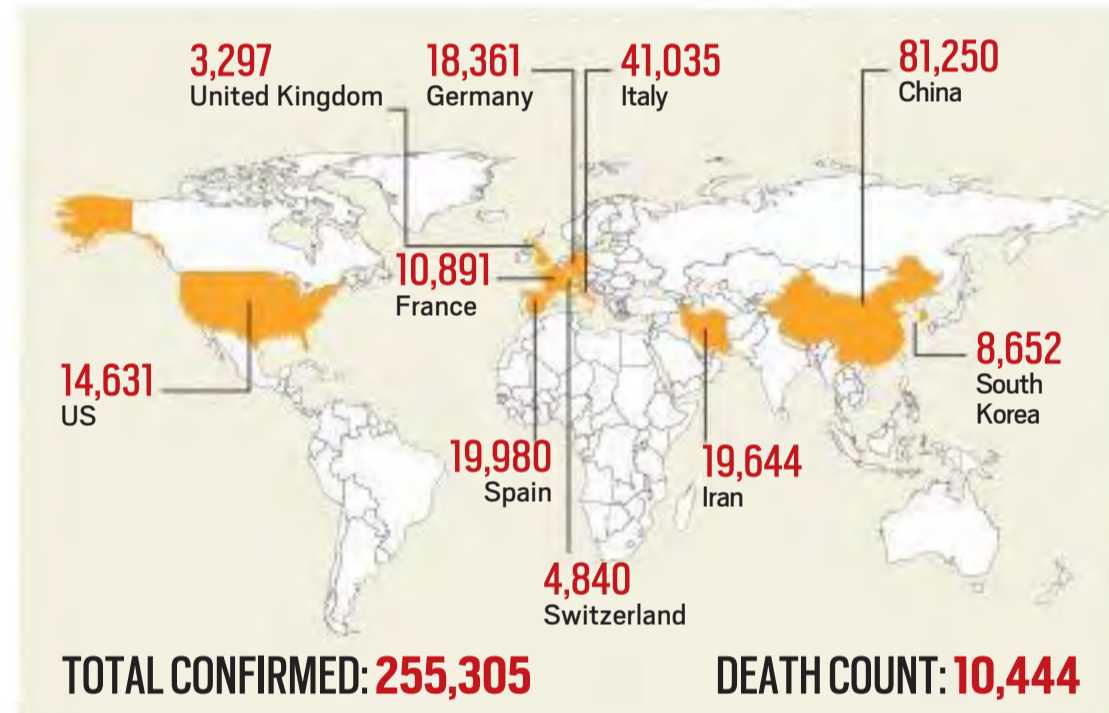 3,297
United Kingdom
18,361
Germany
41,035
Italy
81,250
China
10,891
France
14,631
US
8,652
South
Korea
19,980
Spain
19,644
Iran
4,840
Switzerland
TOTAL CONFIRMED: 255,305
DEATH COUNT: 10,444